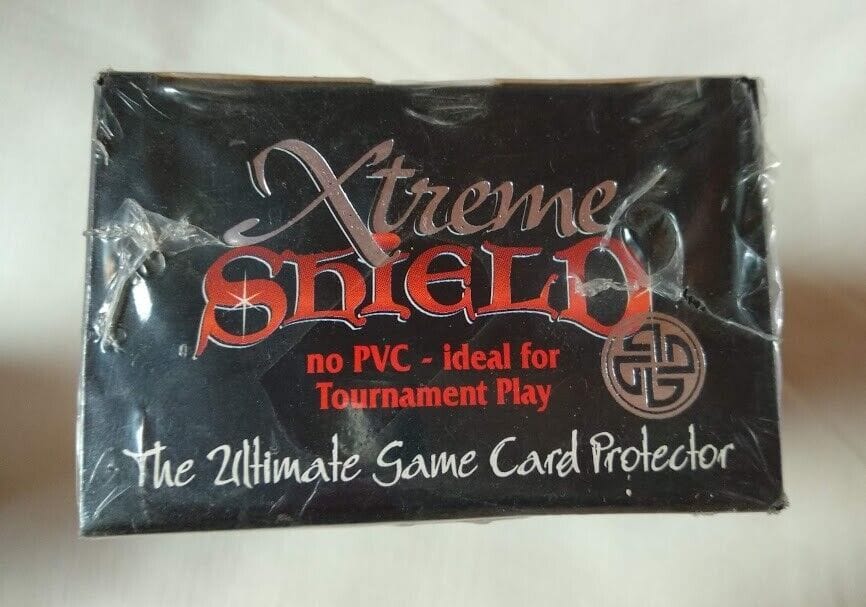 Xtreme
SHiELD
no PVC - ideal for
Tournament Play
The Ultimate Game Card Protector